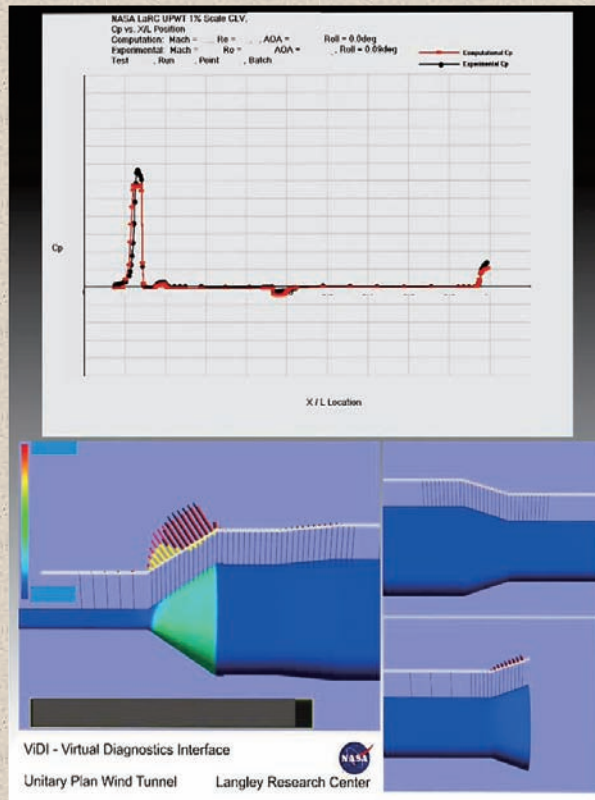 NASA LaRC UPWT 1% Scale CLV,
Cp vs. X/L Position
Computation: Mach = , Re = , AOA = Roll = 0.0deg
Experimental: Mach = Re = , AOA = , Roll = 0.09deg
Test , Run , Point , Batch
Computational Cp
Experimental Cp
Cp
X / L Location
ViDI - Virtual Diagnostics Interface
NASA
Unitary Plan Wind Tunnel Langley Research Center